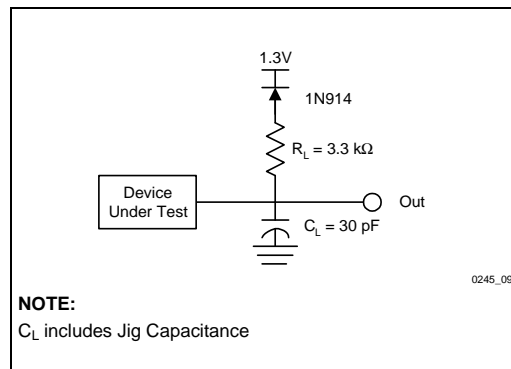 1.3V
1N914
R_L = 3.3 kΩ
Device
Under Test
Out
C_L = 30 pF
0245_09
NOTE:
C_L includes Jig Capacitance